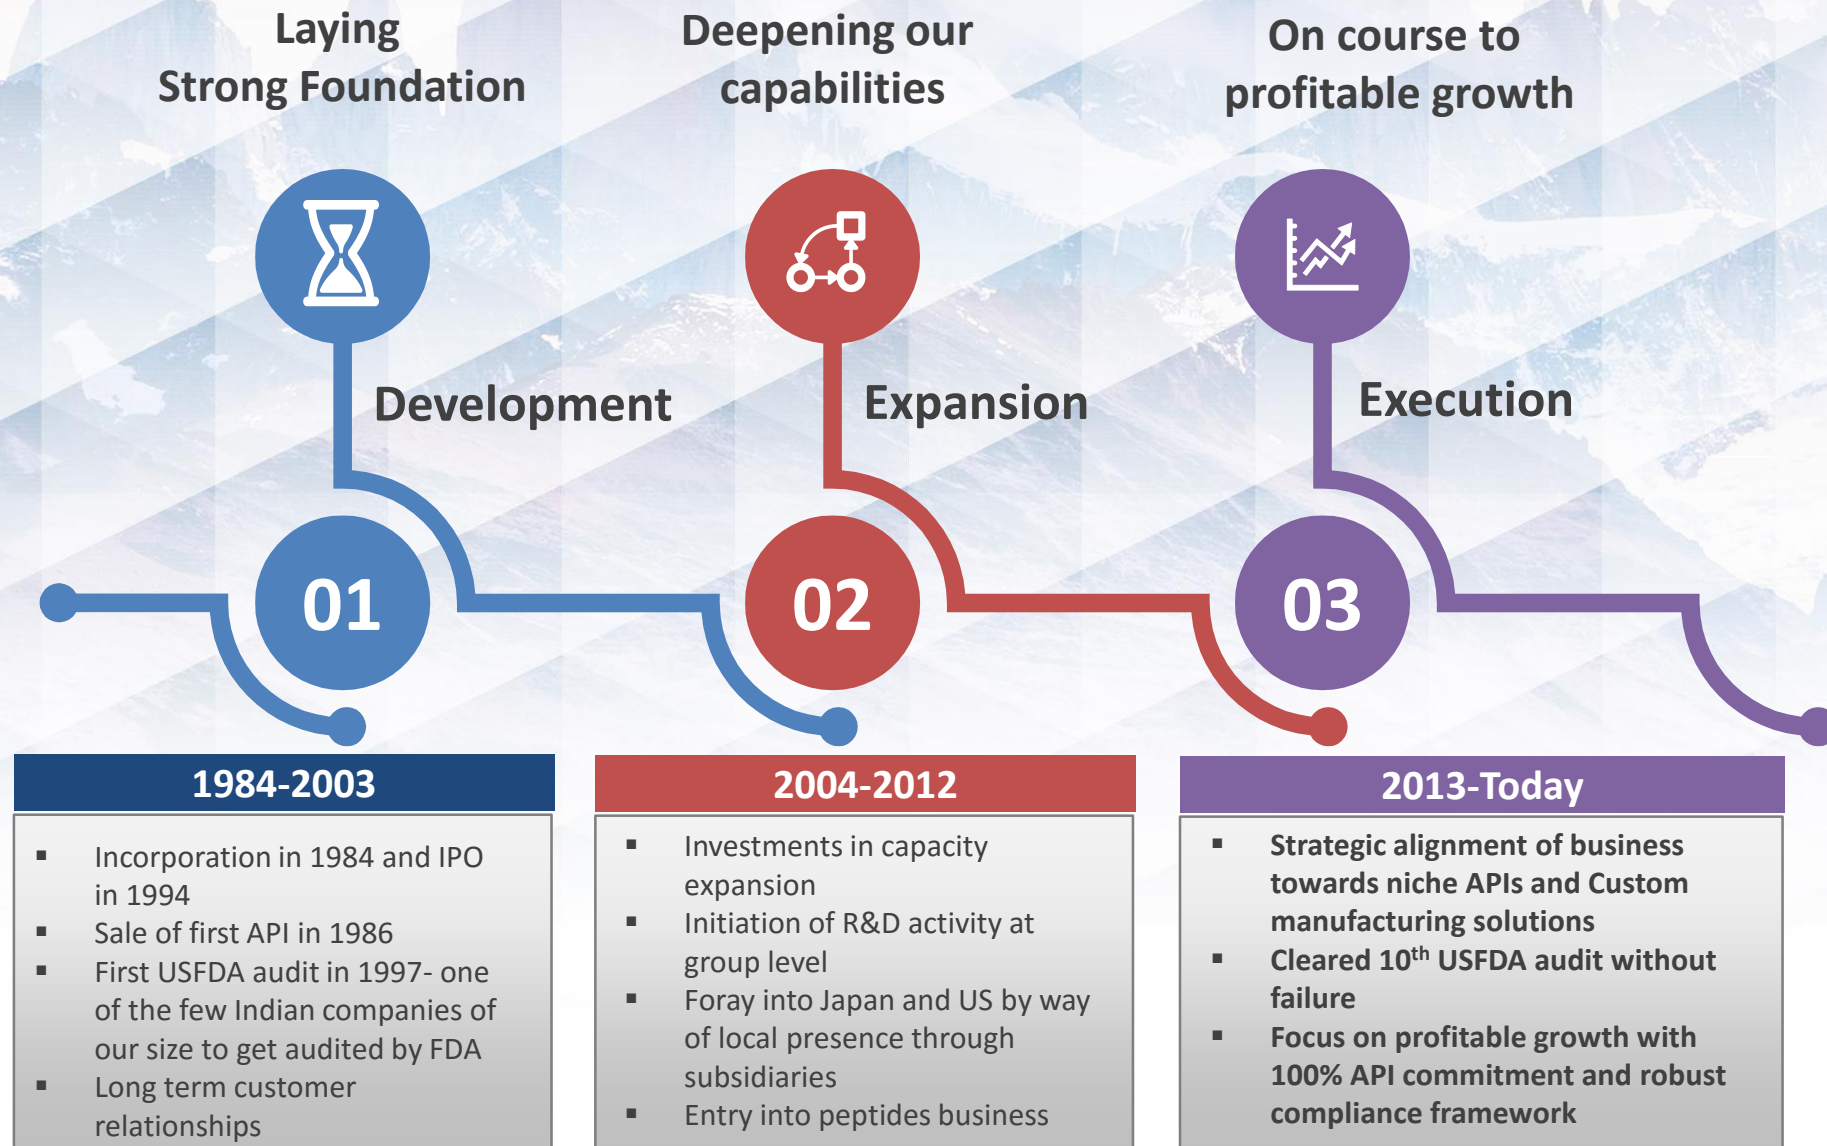 Laying
Strong Foundation
Deepening our
capabilities
On course to
profitable growth
Development
Expansion
Execution
01
02
03
1984-2003
▪ Incorporation in 1984 and IPO
in 1994
▪ Sale of first API in 1986
▪ First USFDA audit in 1997- one
of the few Indian companies of
our size to get audited by FDA
▪ Long term customer
relationships
2004-2012
▪ Investments in capacity
expansion
▪ Initiation of R&D activity at
group level
▪ Foray into Japan and US by way
of local presence through
subsidiaries
▪ Entry into peptides business
2013-Today
▪ Strategic alignment of business
towards niche APIs and Custom
manufacturing solutions
▪ Cleared 10th USFDA audit without
failure
▪ Focus on profitable growth with
100% API commitment and robust
compliance framework